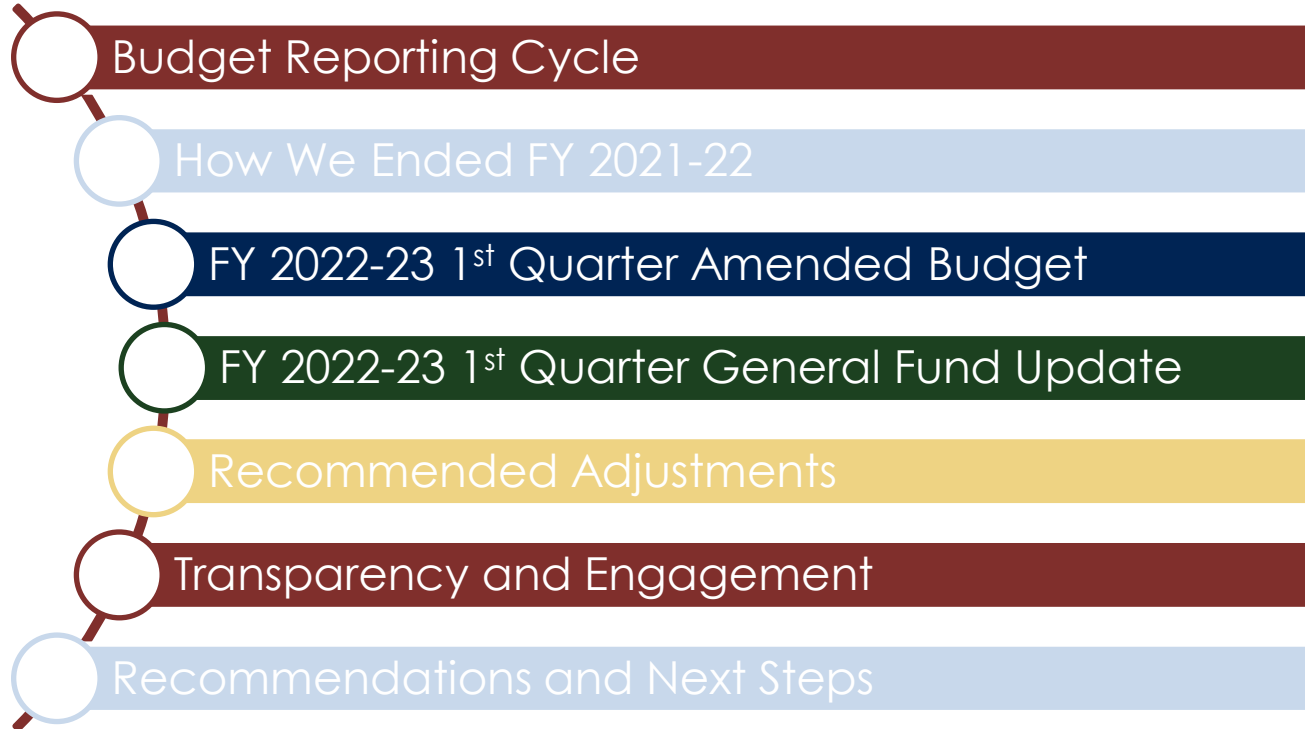 Budget Reporting Cycle
How We Ended FY 2021-22
FY 2022-23 1st Quarter Amended Budget
FY 2022-23 1st Quarter General Fund Update
Recommended Adjustments
Transparency and Engagement
Recommendations and Next Steps